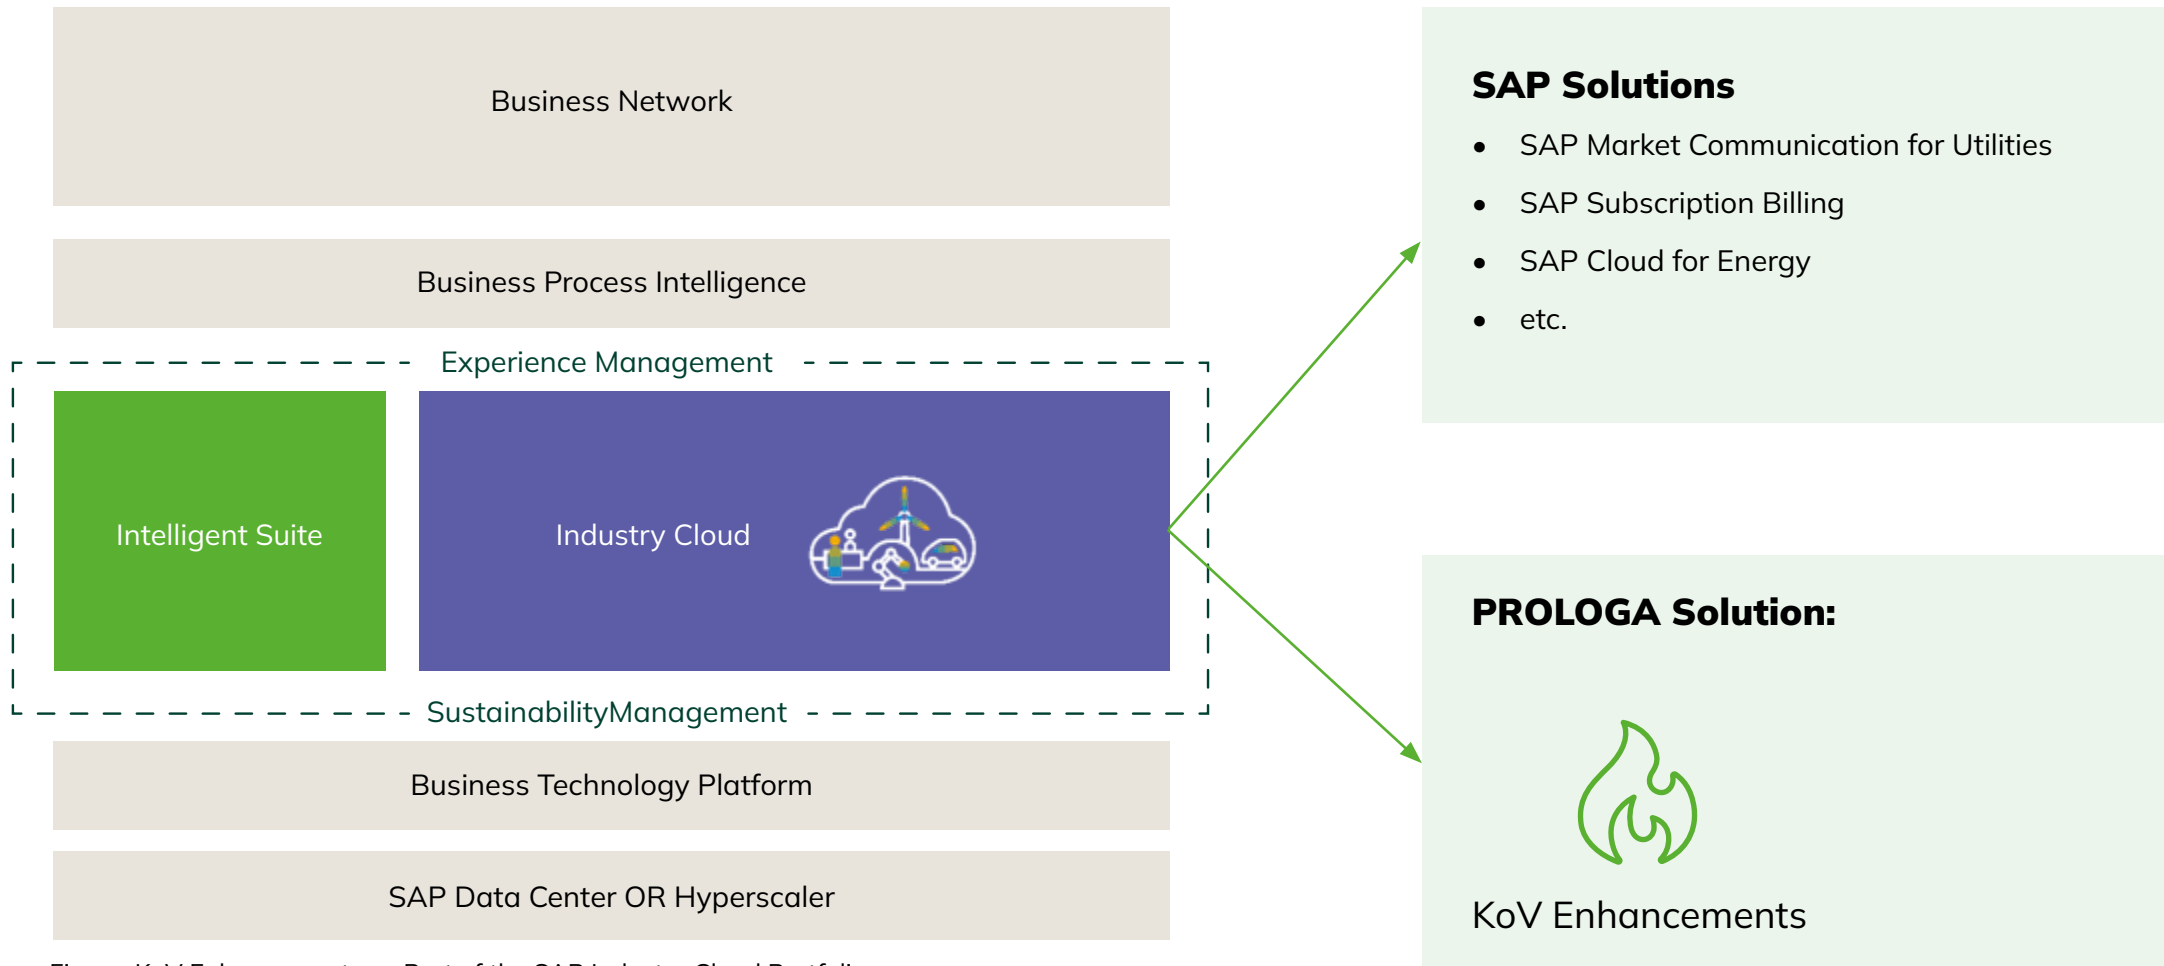 Business Network
Business Process Intelligence
Experience Management
Intelligent Suite
Industry Cloud
SustainabilityManagement
Business Technology Platform
SAP Data Center OR Hyperscaler
SAP Solutions
• SAP Market Communication for Utilities
• SAP Subscription Billing
• SAP Cloud for Energy
• etc.
PROLOGA Solution:
KoV Enhancements